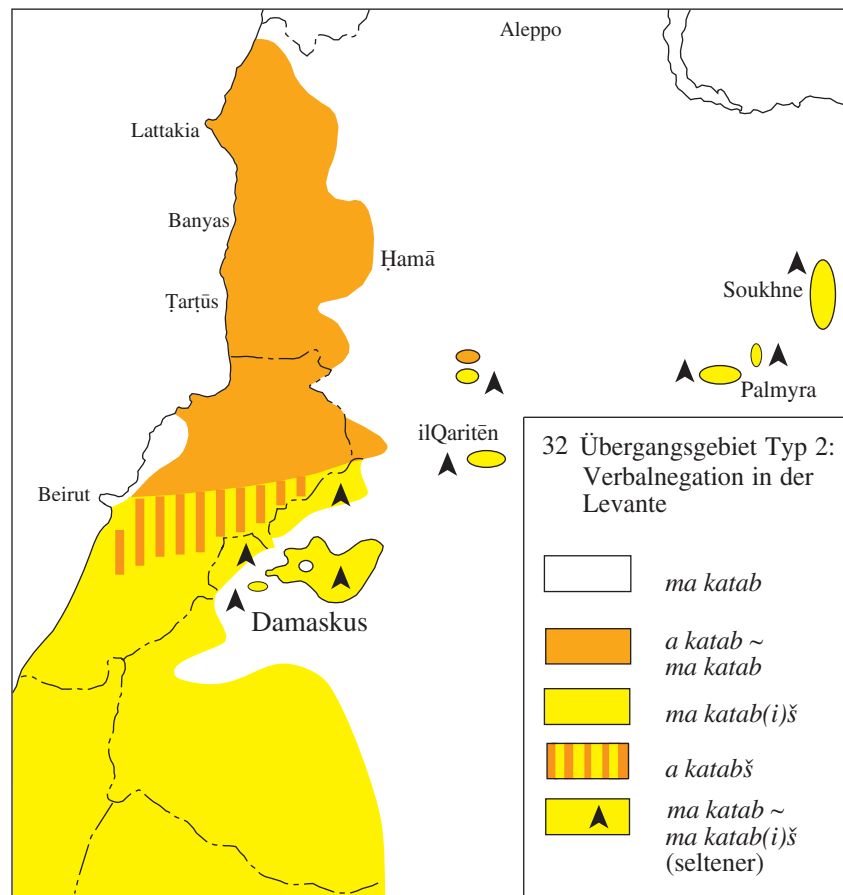 Aleppo
Lattakia
Banyas
Ḥamā
Ṭarṭūs
Soukhne
Palmyra
ilQaritēn
Beirut
Damaskus
32 Übergangsgebiet Typ 2:
Verbalnegation in der
Levante
ma katab
a katab ~
ma katab
ma katab(i)š
a katabš
ma katab ~
ma katab(i)š
(seltener)